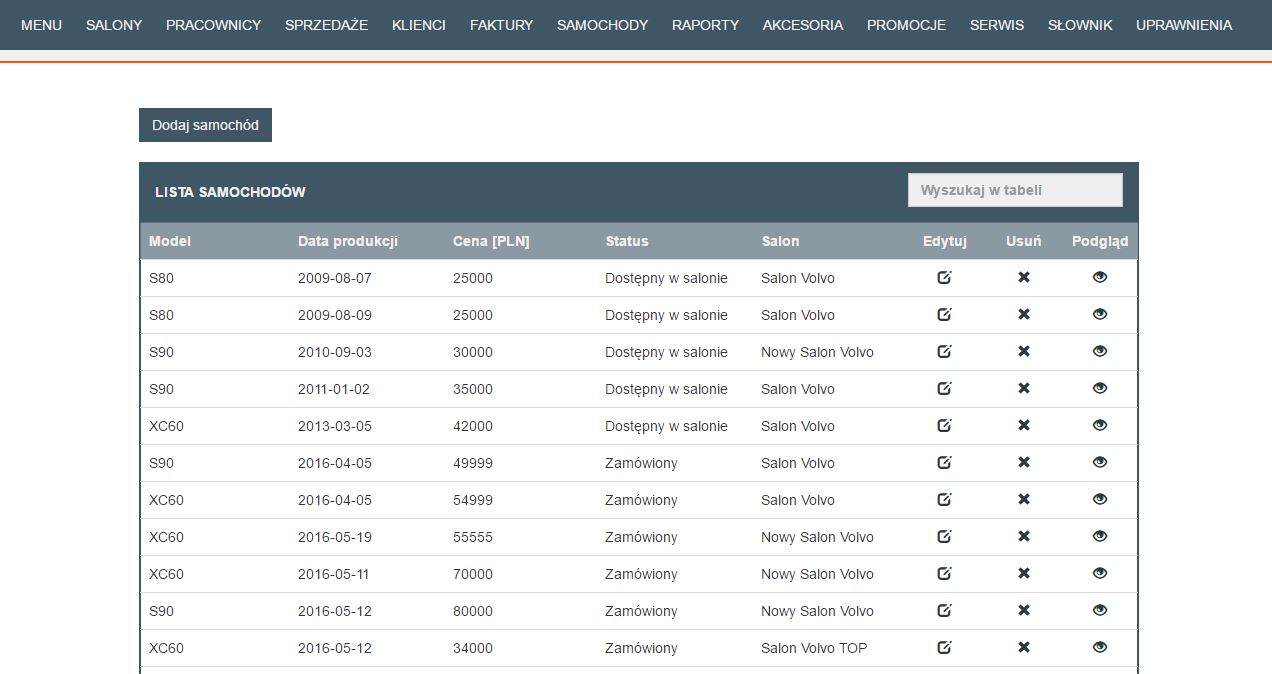 MENU SALONY PRACOWNICY SPRZEDAŻE KLIENCI FAKTURY SAMOCHODY RAPORTY AKCESORIA PROMOCJE SERWIS SŁOWNIK UPRAWNIENIA
Dodaj samochód
LISTA SAMOCHODÓW Wyszukaj w tabeli
Model Data produkcji Cena [PLN] Status Salon Edytuj Usuń Podgląd
S80 2009-08-07 25000 Dostępny w salonie Salon Volvo
S80 2009-08-09 25000 Dostępny w salonie Salon Volvo
S90 2010-09-03 30000 Dostępny w salonie Nowy Salon Volvo
S90 2011-01-02 35000 Dostępny w salonie Salon Volvo
XC60 2013-03-05 42000 Dostępny w salonie Salon Volvo
S90 2016-04-05 49999 Zamówiony Salon Volvo
XC60 2016-04-05 54999 Zamówiony Salon Volvo
XC60 2016-05-19 55555 Zamówiony Nowy Salon Volvo
XC60 2016-05-11 70000 Zamówiony Nowy Salon Volvo
S90 2016-05-12 80000 Zamówiony Nowy Salon Volvo
XC60 2016-05-12 34000 Zamówiony Salon Volvo TOP